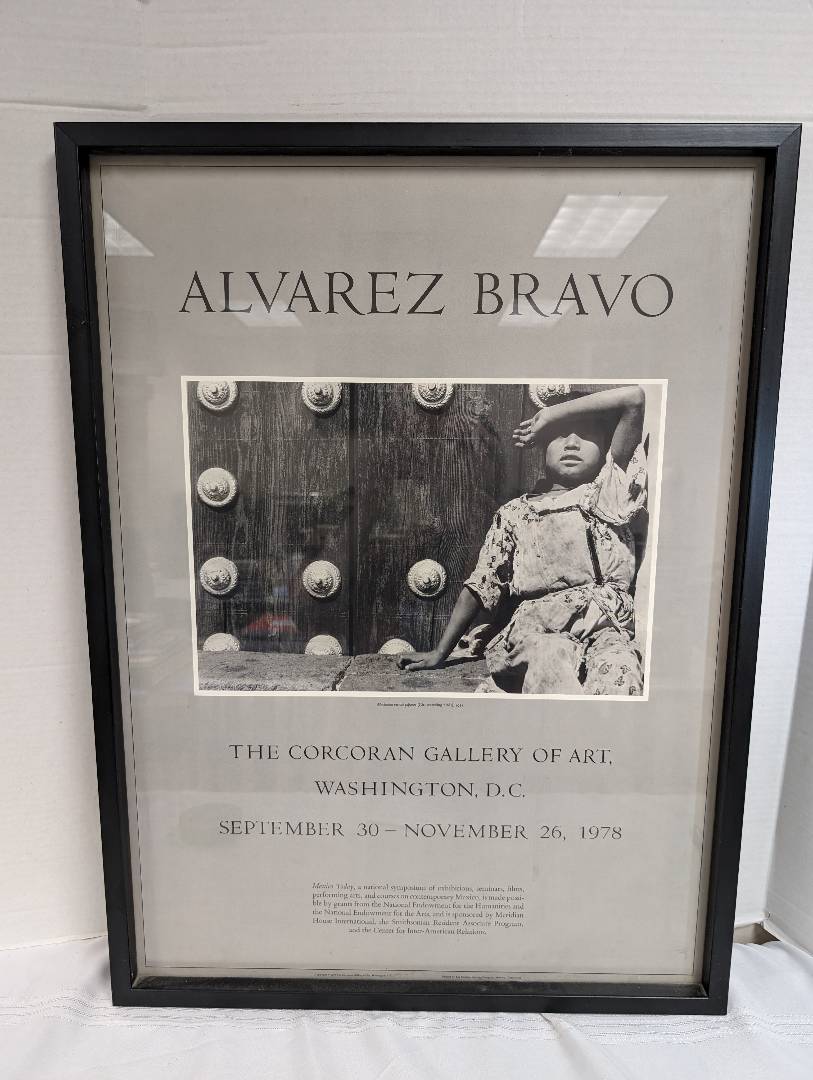 ALVAREZ BRAVO
THE CORCORAN GALLERY OF ART,
WASHINGTON, D.C.
SEPTEMBER 30 – NOVEMBER 26, 1978
Mexico Today, a national symposium of exhibitions, seminars, films,
performing arts, and courses on contemporary Mexico, is made possi-
ble by grants from the National Endowment for the Humanities and
the National Endowment for the Arts, and is sponsored by Meridian
House International, the Smithsonian Resident Associate Program,
and the Center for Inter-American Relations.